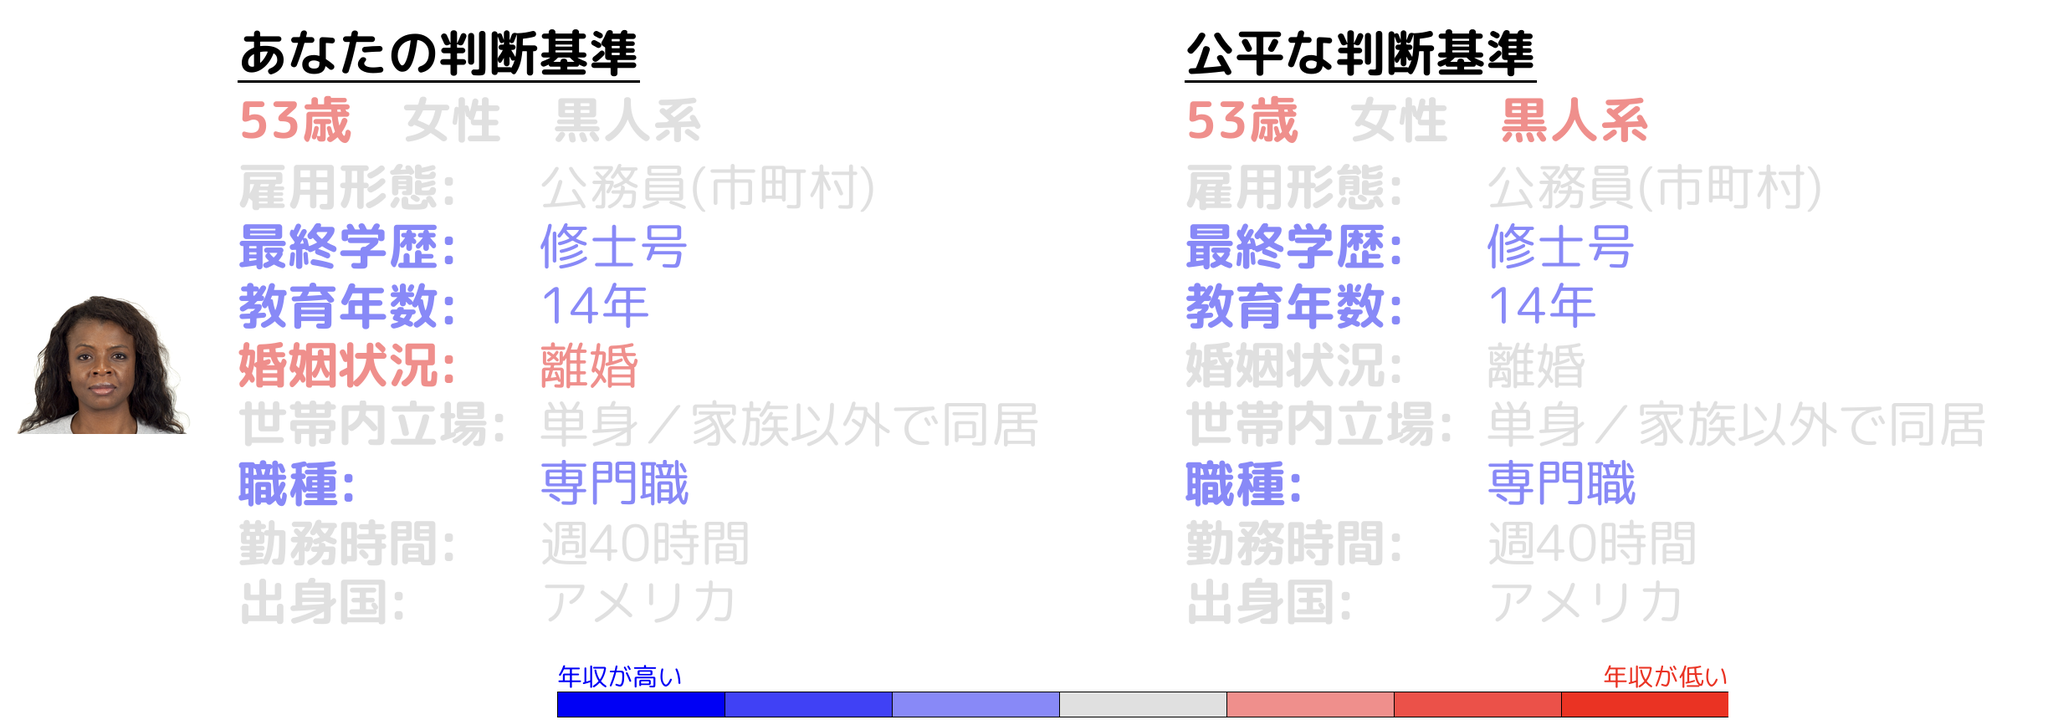 あなたの判断基準
53歳 女性 黒人系
雇用形態: 公務員(市町村)
最終学歴: 修士号
教育年数: 14年
婚姻状況: 離婚
世帯内立場: 単身／家族以外で同居
職種: 専門職
勤務時間: 週40時間
出身国: アメリカ
公平な判断基準
53歳 女性 黒人系
雇用形態: 公務員(市町村)
最終学歴: 修士号
教育年数: 14年
婚姻状況: 離婚
世帯内立場: 単身／家族以外で同居
職種: 専門職
勤務時間: 週40時間
出身国: アメリカ
年収が高い
年収が低い